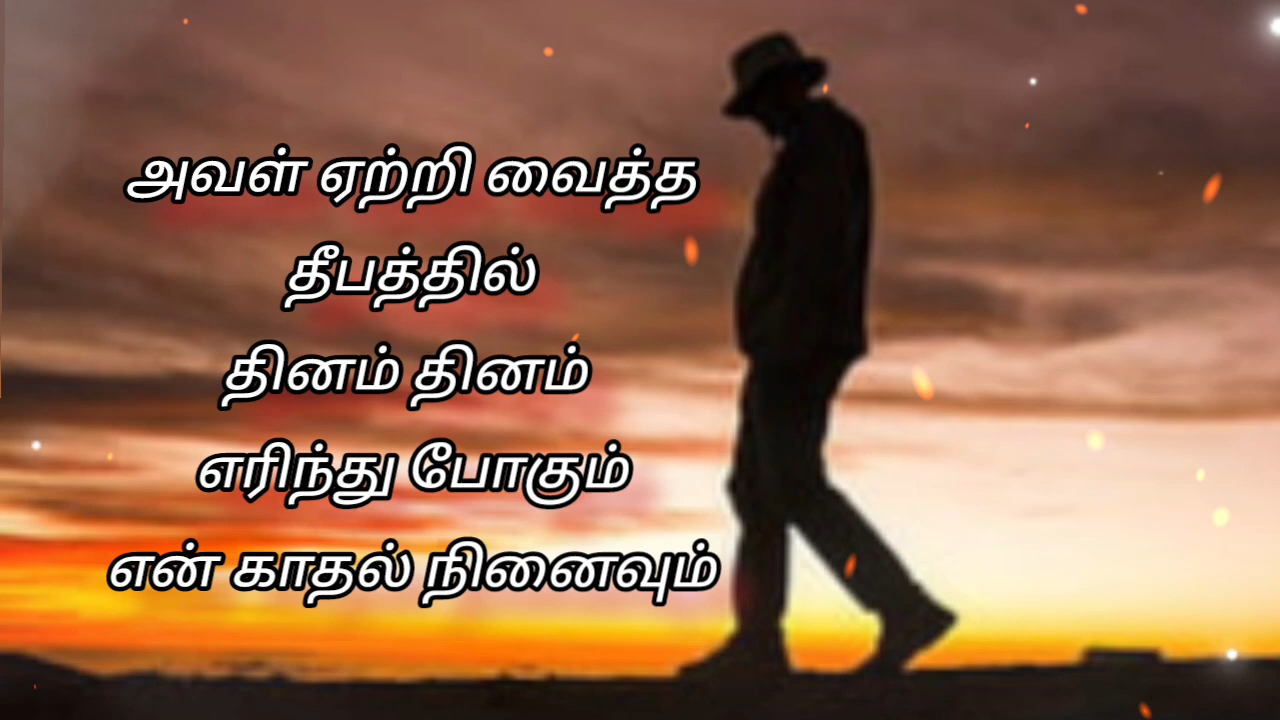 அவள் ஏற்றி வைத்த
தீபத்தில்
தினம் தினம்
எரிந்து போகும்
என் காதல் நினைவும்